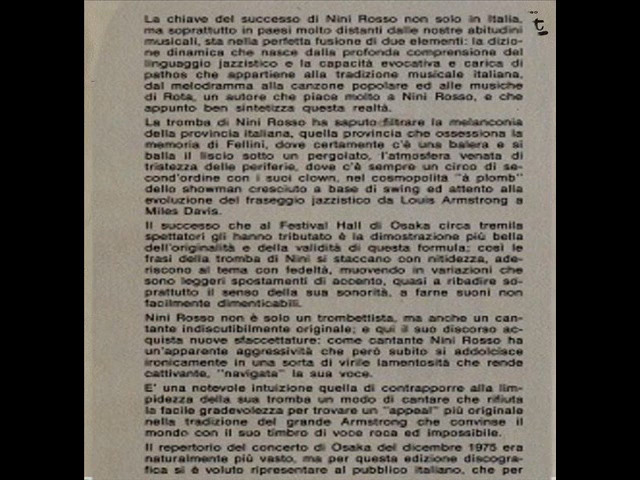 t
La chiave del successo di Nini Rosso non solo in Italia,
ma soprattutto in paesi molto distanti dalle nostre abitudini
musicali, sta nella perfetta fusione di due elementi: la dizio-
ne dinamica che nasce dalla profonda comprensione del
linguaggio jazzistico e la capacità evocativa e carica di
pathos che appartiene alla tradizione musicale italiana,
dal melodramma alla canzone popolare ed alle musiche
di Rota, un autore che piace molto a Nini Rosso, e che
appunto ben sintetizza questa realtà.
La tromba di Nini Rosso ha saputo filtrare la melanconia
della provincia italiana, quella provincia che ossessiona la
memoria di Fellini, dove certamente c'è una balera e si
balla il liscio sotto un pergolato, l'atmosfera venata di
tristezza delle periferie, dove c'è sempre un circo di se-
cond'ordine con i suoi clown, nel cosmopolita "à plomb"
dello showman cresciuto a base di swing ed attento alla
evoluzione del fraseggio jazzistico da Louis Armstrong a
Miles Davis.
Il successo che al Festival Hall di Osaka circa tremila
spettatori gli hanno tributato è la dimostrazione più bella
dell'originalità e della validità di questa formula; così le
frasi della tromba di Nini si staccano con nitidezza, ade-
riscono al tema con fedeltà, muovendo in variazioni che
sono leggeri spostamenti di accento, quasi a ribadire so-
prattutto il senso della sua sonorità, a farne suoni non
facilmente dimenticabili.
Nini Rosso non è solo un trombettista, ma anche un can-
tante indiscutibilmente originale; e qui il suo discorso ac-
quista nuove sfaccettature: come cantante Nini Rosso ha
un'apparente aggressività che però subito si addolcisce
ironicamente in una sorta di virile lamentosità che rende
cattivante, "navigata" la sua voce.
E' una notevole intuizione quella di contrapporre alla lim-
pidezza della sua tromba un modo di cantare che rifiuta
la facile gradevolezza per trovare un "appeal" più originale
nella tradizione del grande Armstrong che convinse il
mondo con il suo timbro di voce roca ed impossibile.
Il repertorio del concerto di Osaka del dicembre 1975 era
naturalmente più vasto, ma per questa edizione discogra-
fica si è voluto ripresentare al pubblico italiano, che per